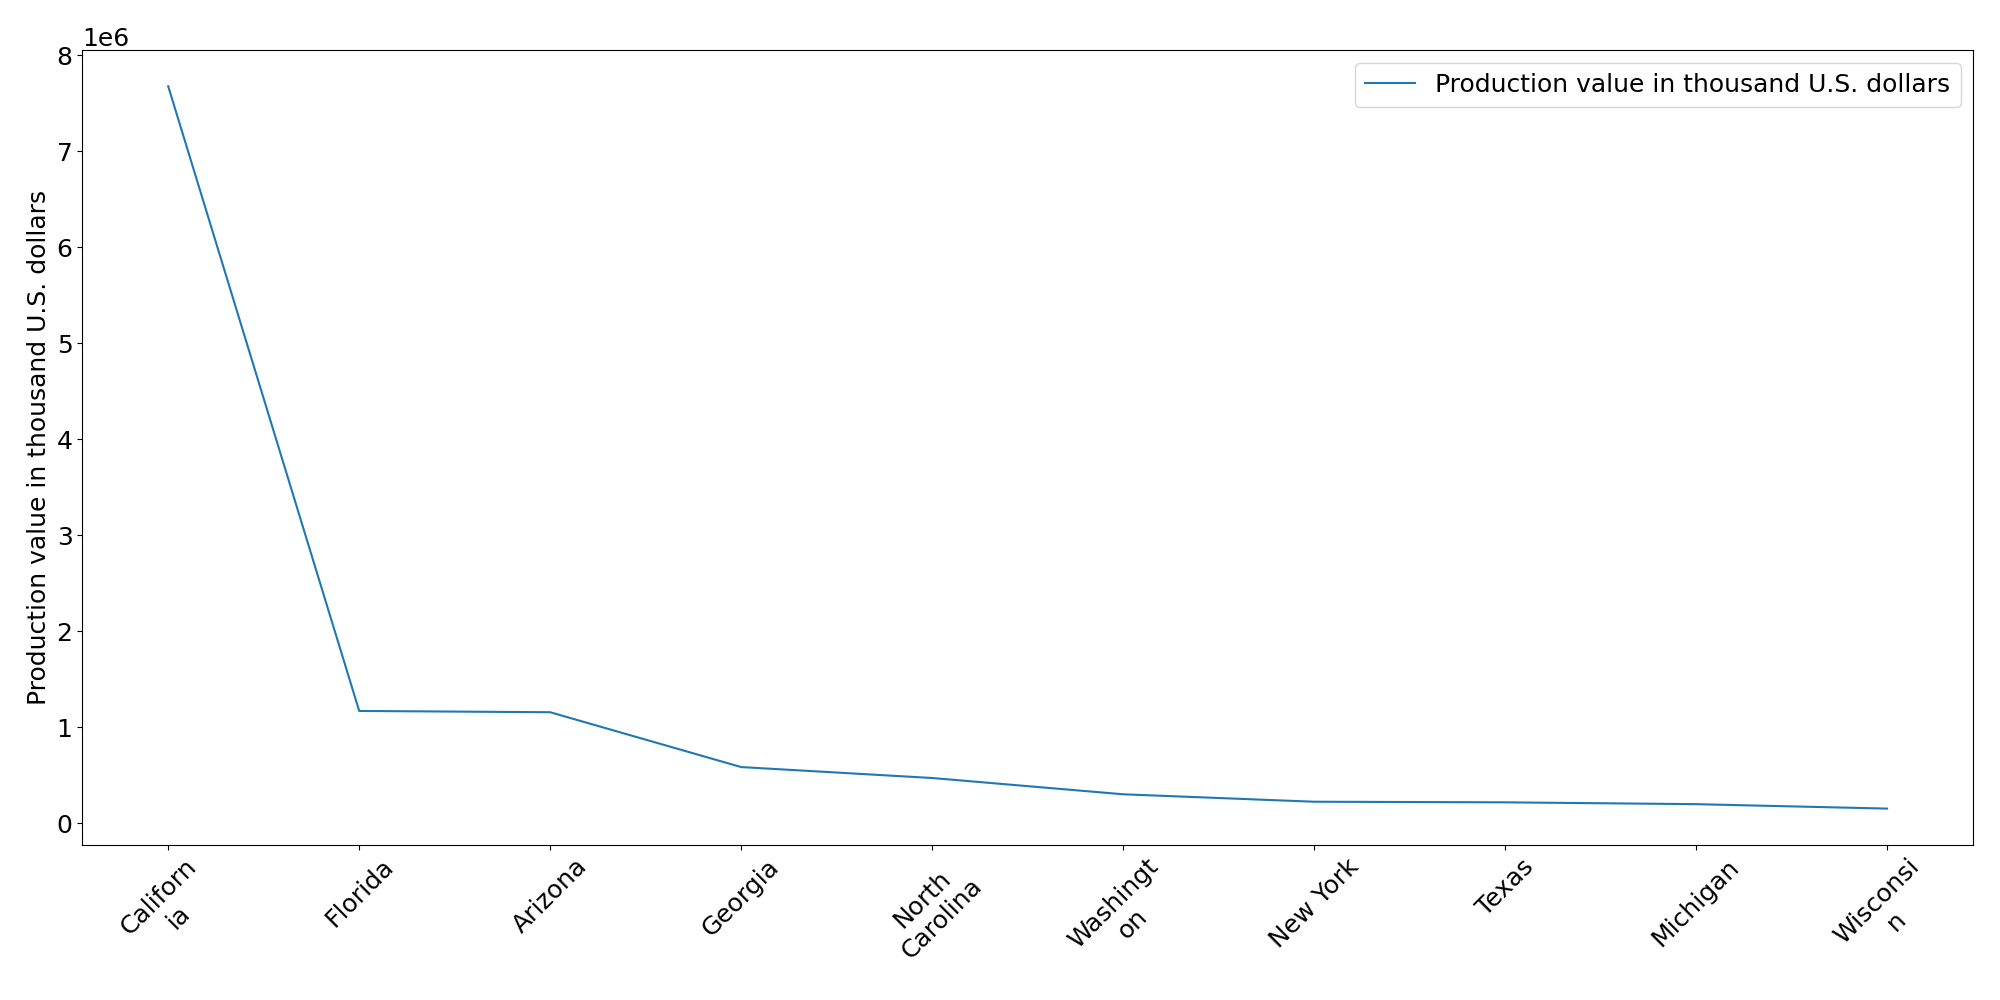 1e6
8
7
6
5
4
3
2
1
0
Production value in thousand U.S. dollars
Production value in thousand U.S. dollars
Californ
ia
Florida
Arizona
Georgia
North
Carolina
Washingt
on
New York
Texas
Michigan
Wisconsi
n